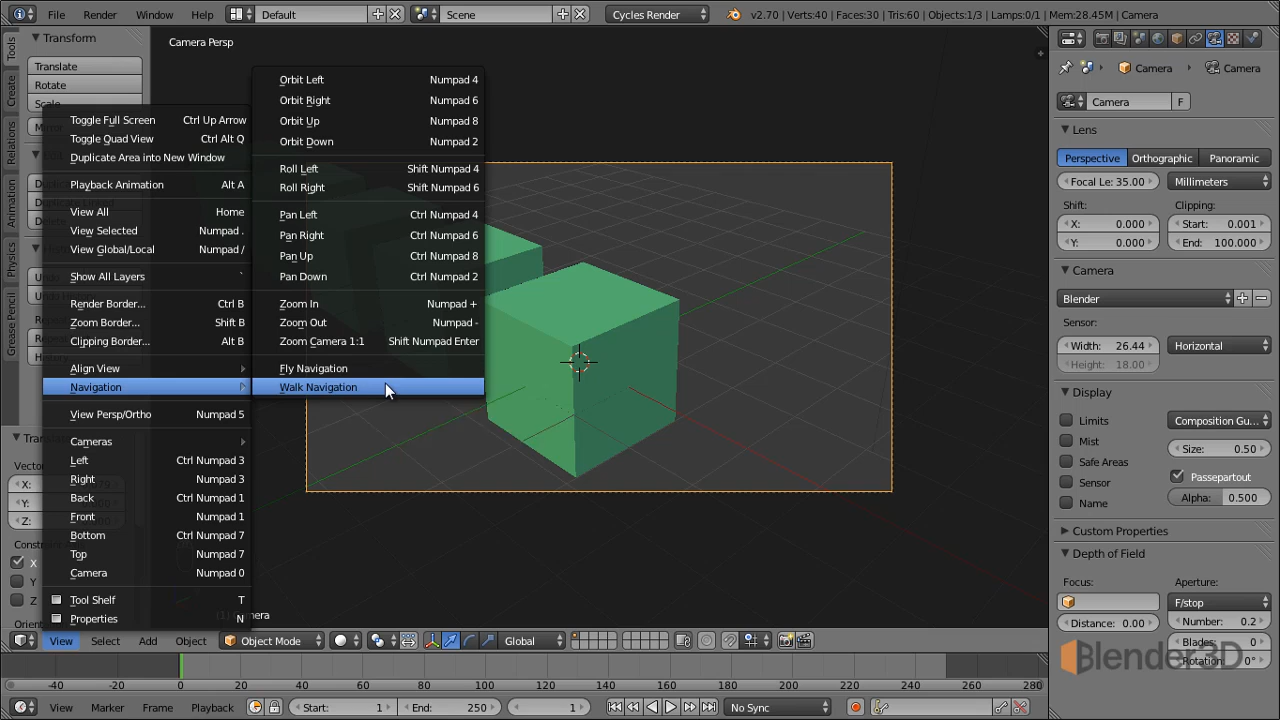 File Render Window Help Default Scene Cycles Render v2.70 | Verts:40 | Faces:30 | Tris:60 | Objects:1/3 | Lamps:0/1 | Mem:28.45M | Camera
Tools
Create
Relations
Animation
Physics
Grease Pencil
Transform
Translate
Rotate
Scale
Camera Persp
Toggle Full Screen Ctrl Up Arrow
Toggle Quad View Ctrl Alt Q
Duplicate Area into New Window
Playback Animation Alt A
View All Home
View Selected Numpad .
View Global/Local Numpad /
Show All Layers `
Render Border... Ctrl B
Zoom Border... Shift B
Clipping Border... Alt B
Align View
Navigation
View Persp/Ortho Numpad 5
Cameras
Left Ctrl Numpad 3
Right Numpad 3
Back Ctrl Numpad 1
Front Numpad 1
Bottom Ctrl Numpad 7
Top Numpad 7
Camera Numpad 0
Tool Shelf T
Properties N
Orbit Left Numpad 4
Orbit Right Numpad 6
Orbit Up Numpad 8
Orbit Down Numpad 2
Roll Left Shift Numpad 4
Roll Right Shift Numpad 6
Pan Left Ctrl Numpad 4
Pan Right Ctrl Numpad 6
Pan Up Ctrl Numpad 8
Pan Down Ctrl Numpad 2
Zoom In Numpad +
Zoom Out Numpad -
Zoom Camera 1:1 Shift Numpad Enter
Fly Navigation
Walk Navigation
X:
Y:
Z:
X
Y
Z
Camera Camera
Camera F
Lens
Perspective Orthographic Panoramic
Focal Le: 35.00 Millimeters
Shift: Clipping:
X: 0.000 Start: 0.001
Y: 0.000 End: 100.000
Camera
Blender
Sensor:
Width: 26.44 Horizontal
Height: 18.00
Display
Limits Composition Gu...
Mist Size: 0.50
Safe Areas
Sensor Passepartout
Name Alpha: 0.500
Custom Properties
Depth of Field
Focus: Aperture:
F/stop
Distance: 0.00 Number: 0.2
Blades: 0
Rotation 0°
Blender3D
View Select Add Object Object Mode Global
-40 -20 0 20 40 60 80 100 120 140 160 180 200 220 240 260 280
View Marker Frame Playback Start: 1 End: 250 1 No Sync